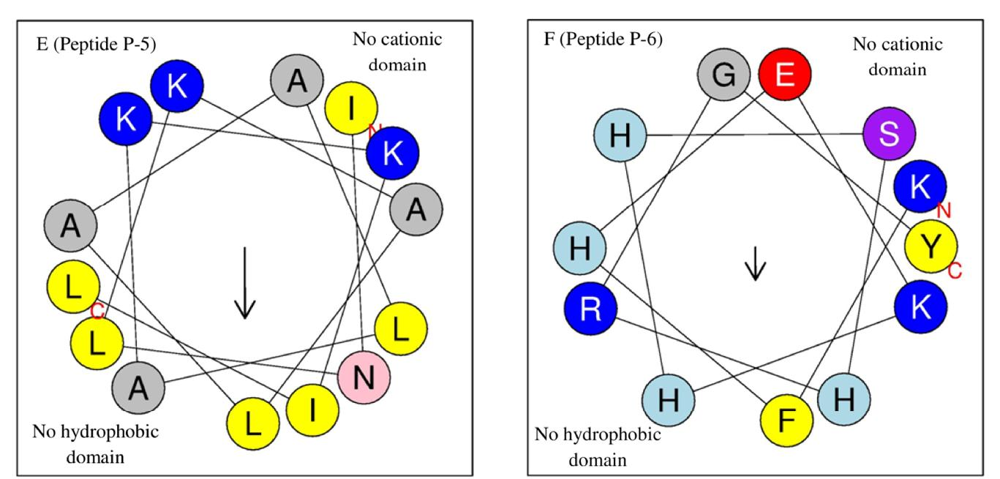 E (Peptide P-5)
No cationic
domain
K
A
K
I
N
K
A
A
L
C
L
L
A
N
I
L
No hydrophobic
domain
F (Peptide P-6)
No cationic
domain
G
E
H
S
K
N
H
Y
C
R
K
H
H
F
No hydrophobic
domain